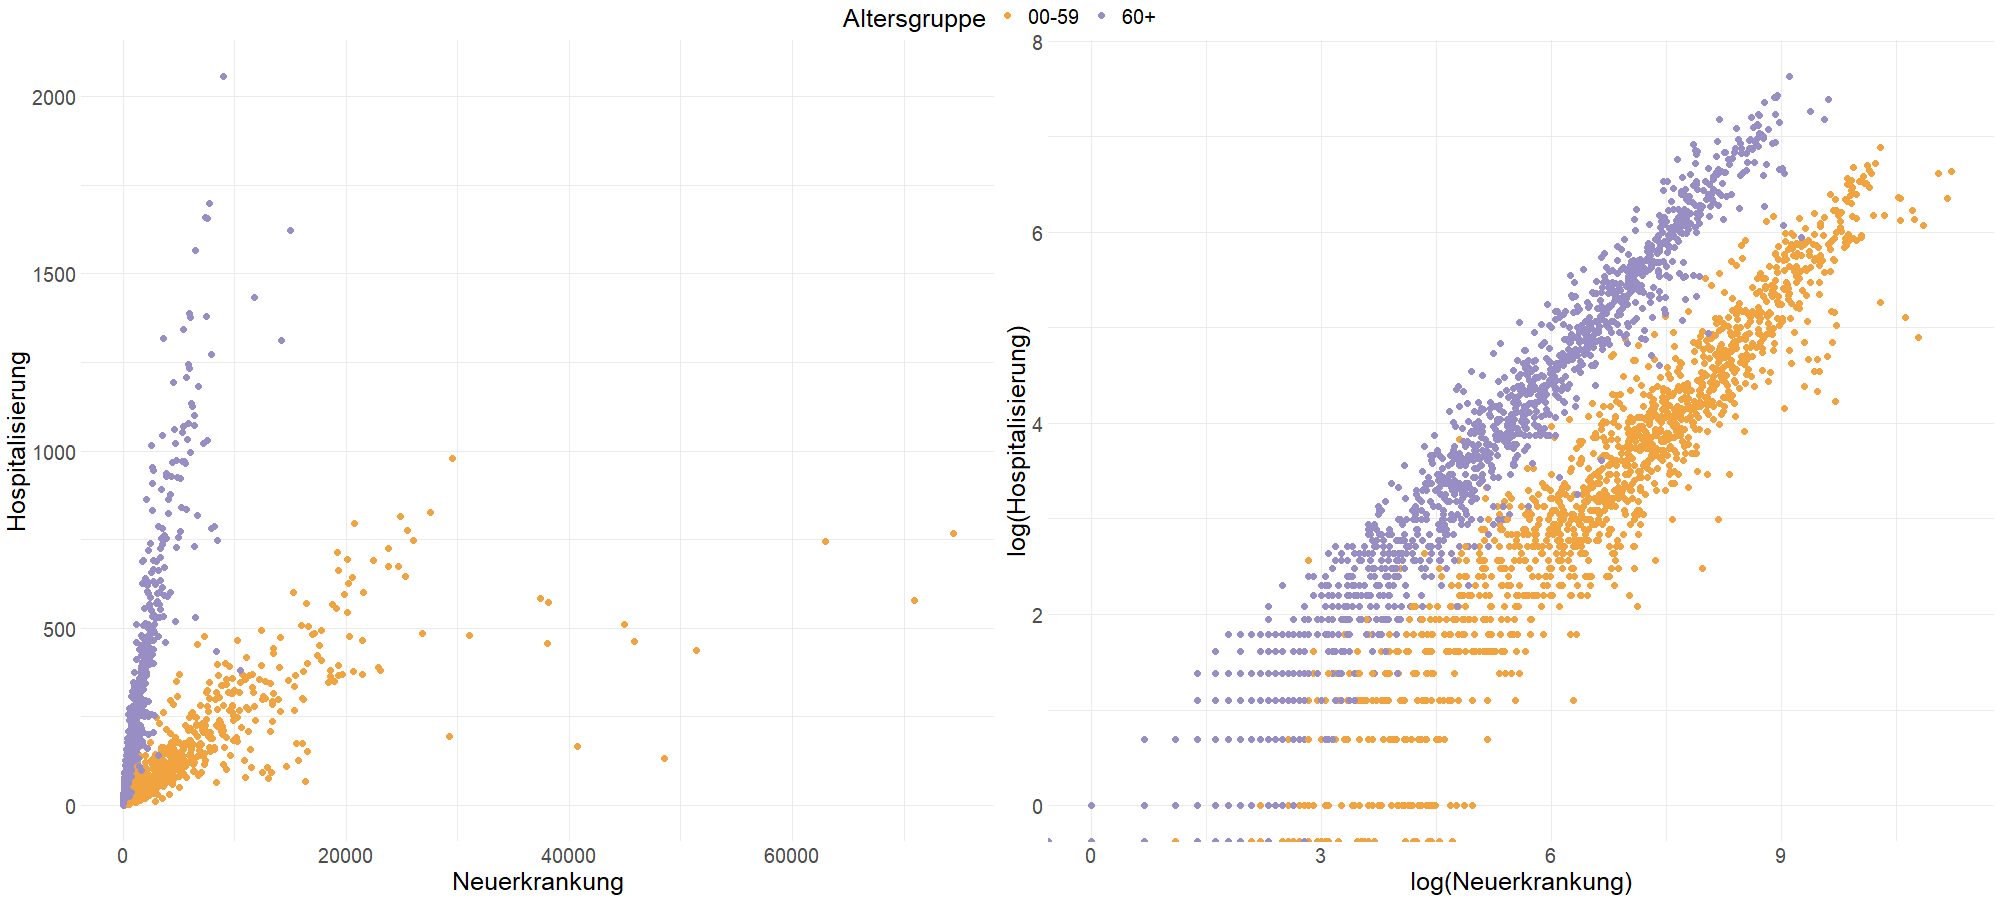 Altersgruppe 00-59 60+
2000
1500
1000
500
0
Hospitalisierung
0 20000 40000 60000
Neuerkrankung
8
6
4
2
0
log(Hospitalisierung)
0 3 6 9
log(Neuerkrankung)